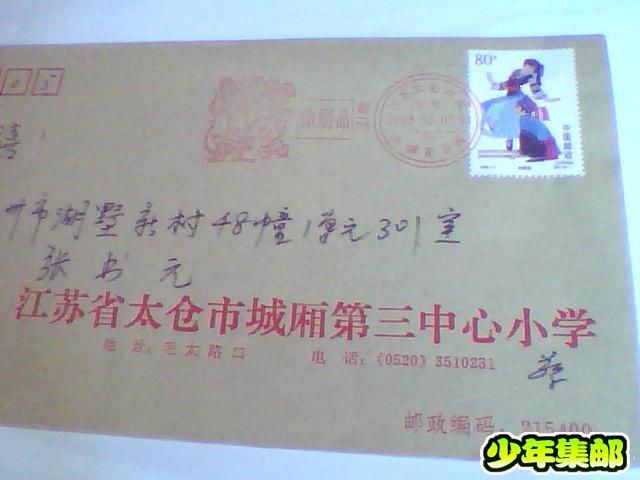 80分
中国邮政
印刷品
州市湖墅新村48幢1单元301室
张书元
江苏省太仓市城厢第三中心小学
地址:毛太路口 电话:(0520)3510231
蔡
邮政编码:215400
少年集邮